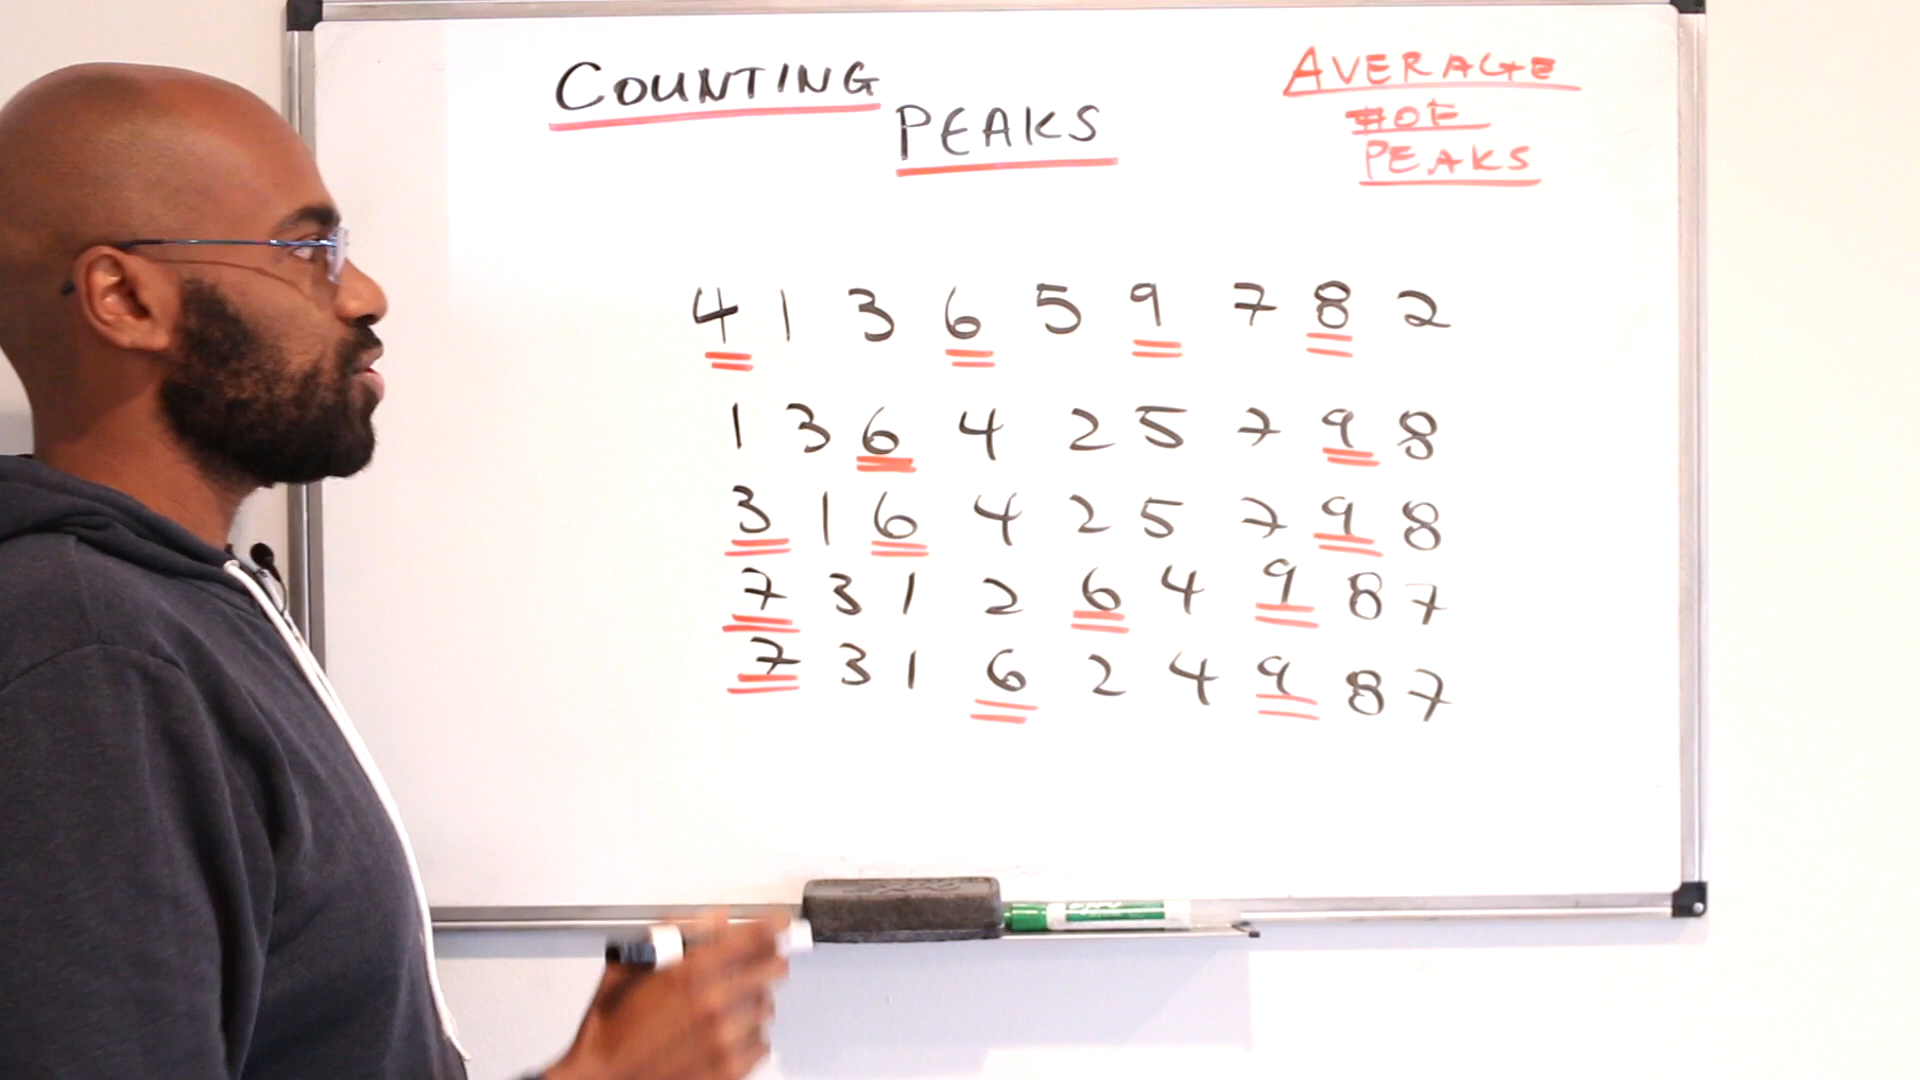 COUNTING
PEAKS
AVERAGE
# OF
PEAKS
4 1 3 6 5 9 7 8 2
1 3 6 4 2 5 7 9 8
3 1 6 4 2 5 7 9 8
7 3 1 2 6 4 9 8 7
7 3 1 6 2 4 9 8 7